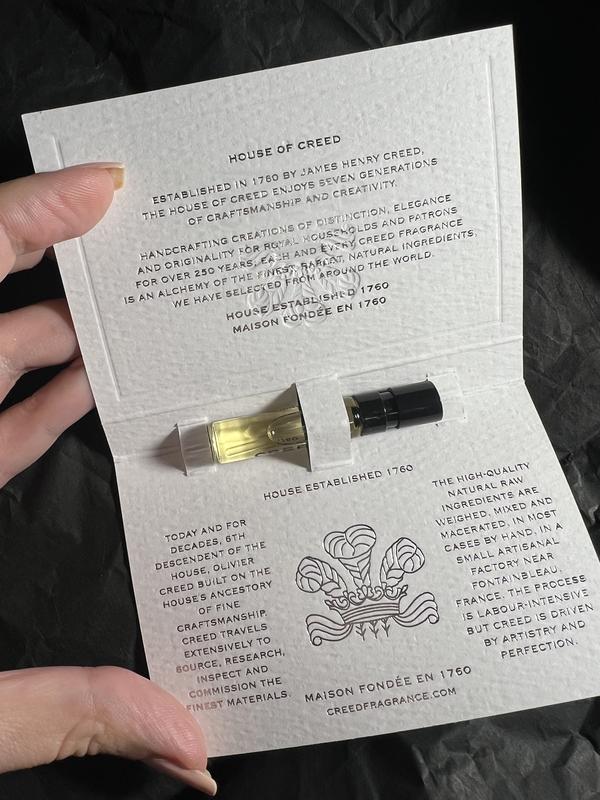 HOUSE OF CREED
ESTABLISHED IN 1760 BY JAMES HENRY CREED,
THE HOUSE OF CREED ENJOYS SEVEN GENERATIONS
OF CRAFTSMANSHIP AND CREATIVITY.
HANDCRAFTING CREATIONS OF DISTINCTION, ELEGANCE
AND ORIGINALITY FOR ROYAL HOUSEHOLDS AND PATRONS
FOR OVER 250 YEARS, EACH AND EVERY CREED FRAGRANCE
IS AN ALCHEMY OF THE FINEST, RAREST, NATURAL INGREDIENTS,
WE HAVE SELECTED FROM AROUND THE WORLD.
HOUSE ESTABLISHED 1760
MAISON FONDÉE EN 1760
HOUSE ESTABLISHED 1760
TODAY AND FOR
DECADES, 6TH
DESCENDENT OF THE
HOUSE, OLIVIER
CREED BUILT ON THE
HOUSE'S ANCESTORY
OF FINE
CRAFTSMANSHIP.
CREED TRAVELS
EXTENSIVELY TO
SOURCE, RESEARCH,
INSPECT AND
COMMISSION THE
FINEST MATERIALS.
THE HIGH-QUALITY
NATURAL RAW
INGREDIENTS ARE
WEIGHED, MIXED AND
MACERATED, IN MOST
CASES BY HAND, IN A
SMALL ARTISANAL
FACTORY NEAR
FONTAINBLEAU,
FRANCE. THE PROCESS
IS LABOUR-INTENSIVE
BUT CREED IS DRIVEN
BY ARTISTRY AND
PERFECTION.
MAISON FONDÉE EN 1760
CREEDFRAGRANCE.COM